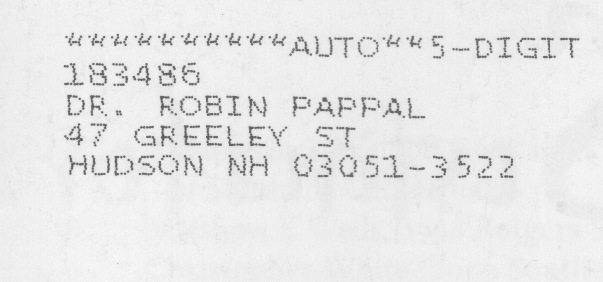 **********AUTO**5-DIGIT
183486
DR. ROBIN PAPPAL
47 GREELEY ST
HUDSON NH 03051-3522